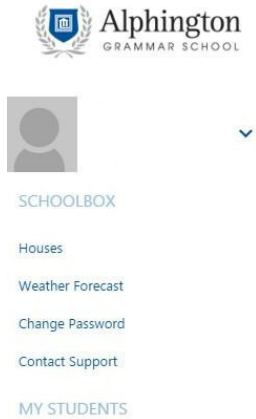 Alphington
GRAMMAR SCHOOL
SCHOOLBOX
Houses
Weather Forecast
Change Password
Contact Support
MY STUDENTS